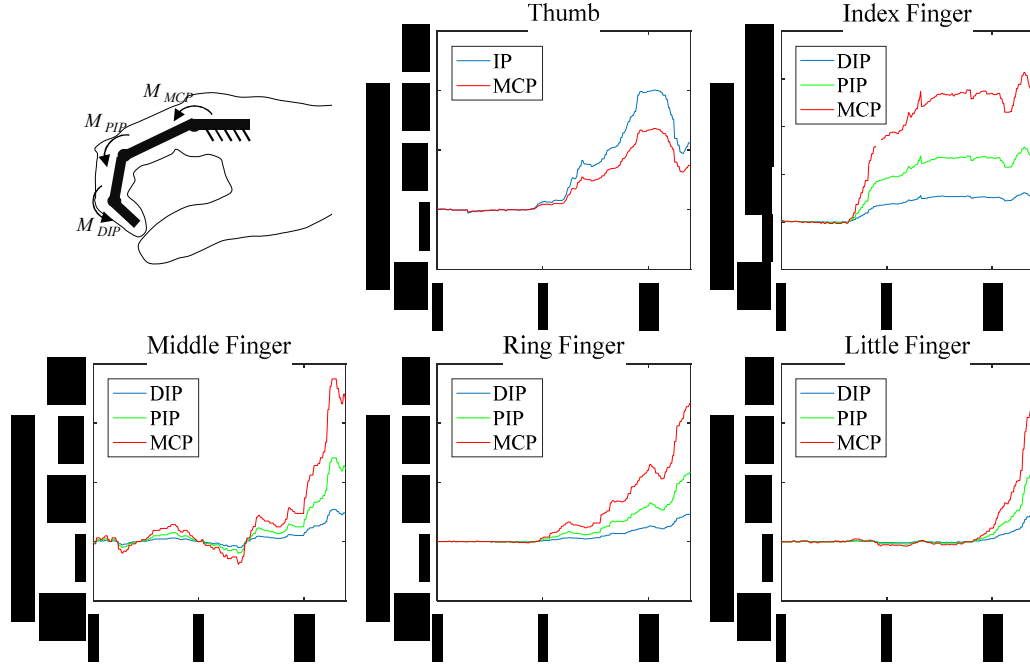 Thumb
IP
MCP
Index Finger
DIP
PIP
MCP
M MCP
M PIP
M DIP
Middle Finger
DIP
PIP
MCP
Ring Finger
DIP
PIP
MCP
Little Finger
DIP
PIP
MCP